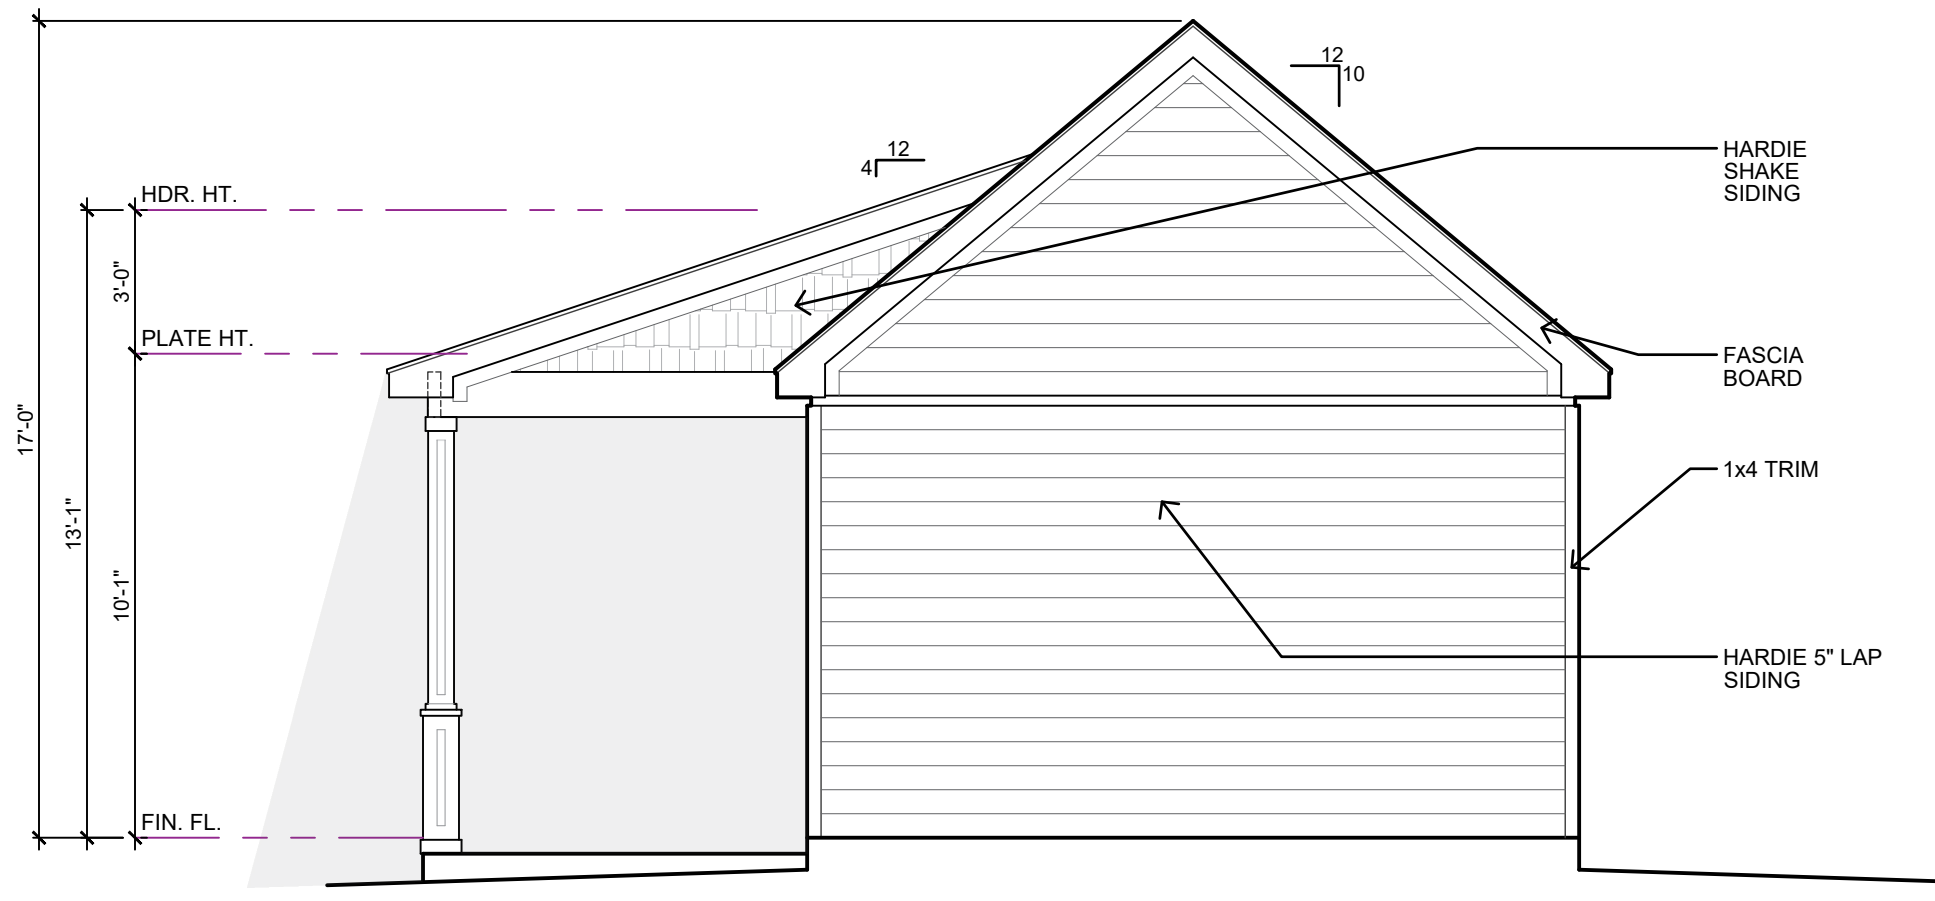 12
10
12
4
HARDIE
SHAKE
SIDING
HDR. HT.
3'-0"
PLATE HT.
FASCIA
BOARD
17'-0"
13'-1"
1x4 TRIM
10'-1"
HARDIE 5" LAP
SIDING
FIN. FL.